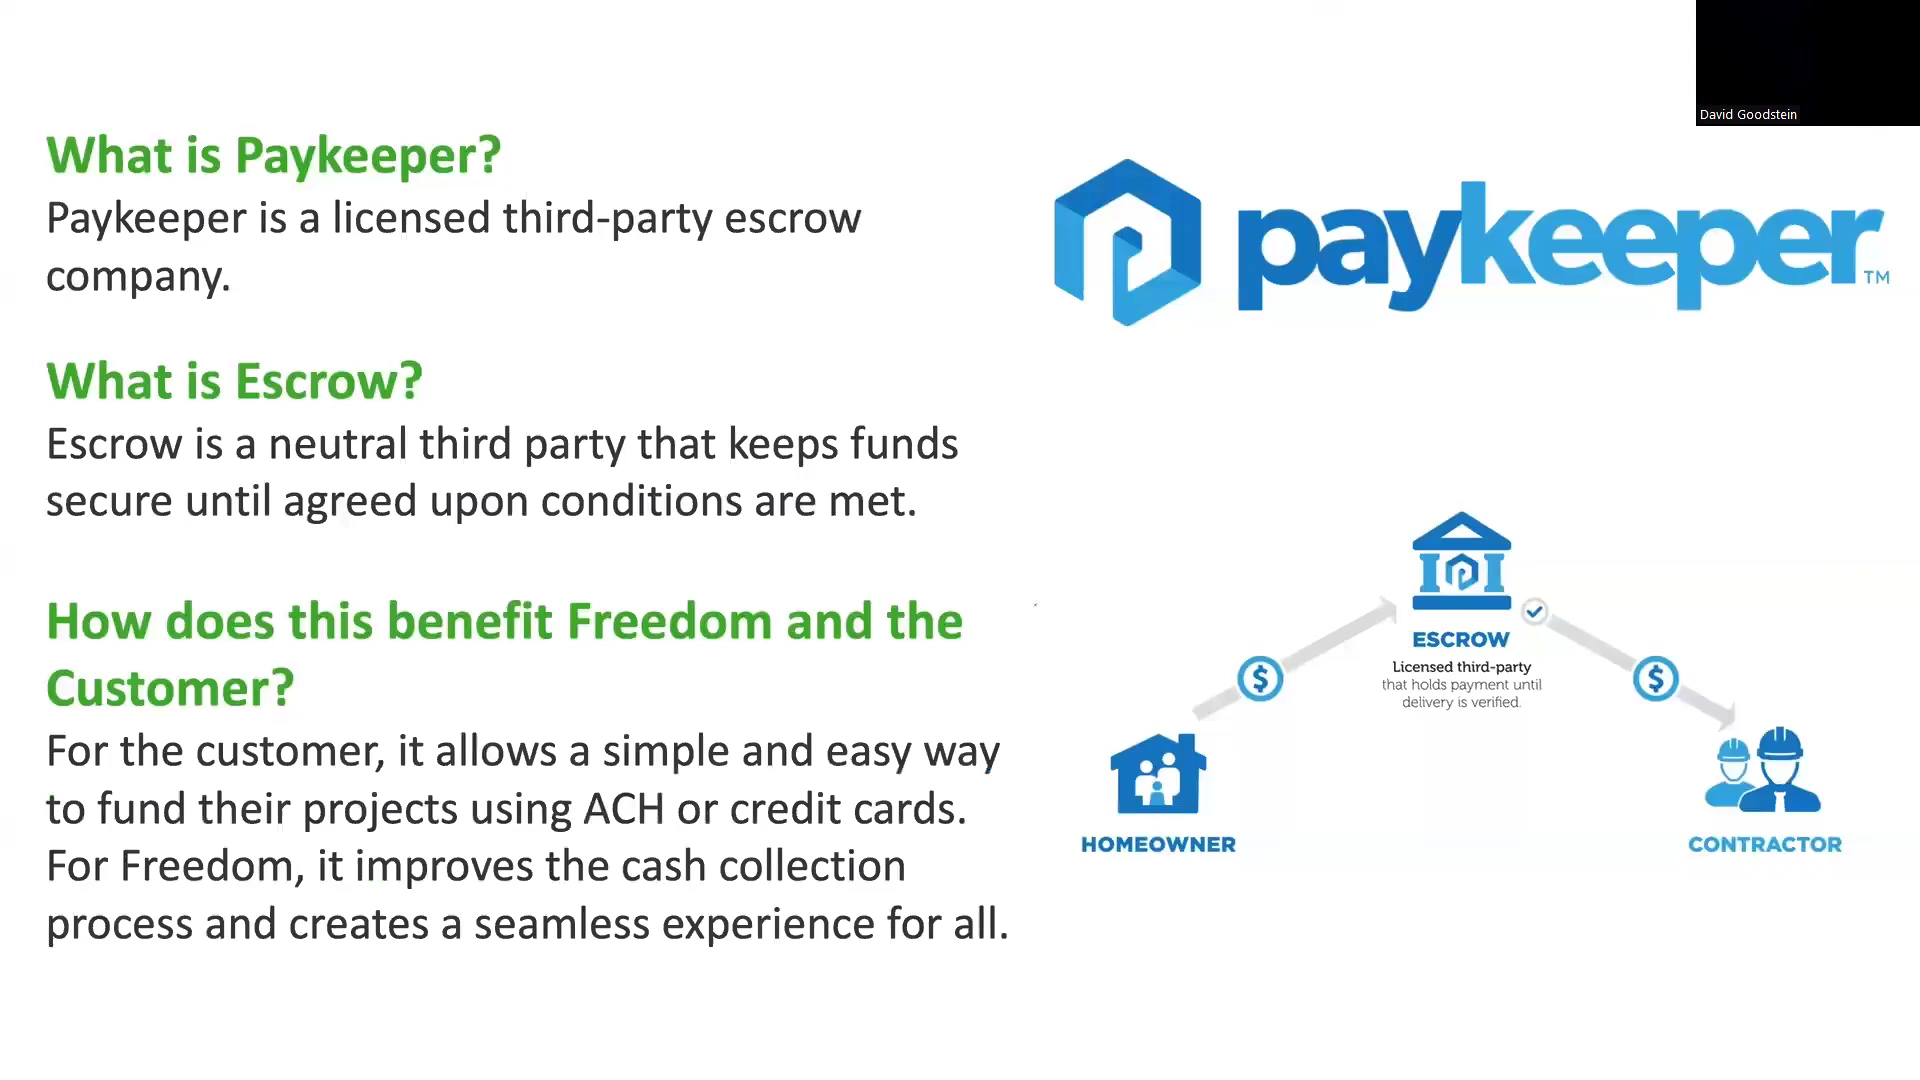 David Goodstein
What is Paykeeper?
Paykeeper is a licensed third-party escrow
company.
What is Escrow?
Escrow is a neutral third party that keeps funds
secure until agreed upon conditions are met.
How does this benefit Freedom and the
Customer?
For the customer, it allows a simple and easy way
to fund their projects using ACH or credit cards.
For Freedom, it improves the cash collection
process and creates a seamless experience for all.
paykeeper™
ESCROW
Licensed third-party
that holds payment until
delivery is verified.
$
$
HOMEOWNER
CONTRACTOR